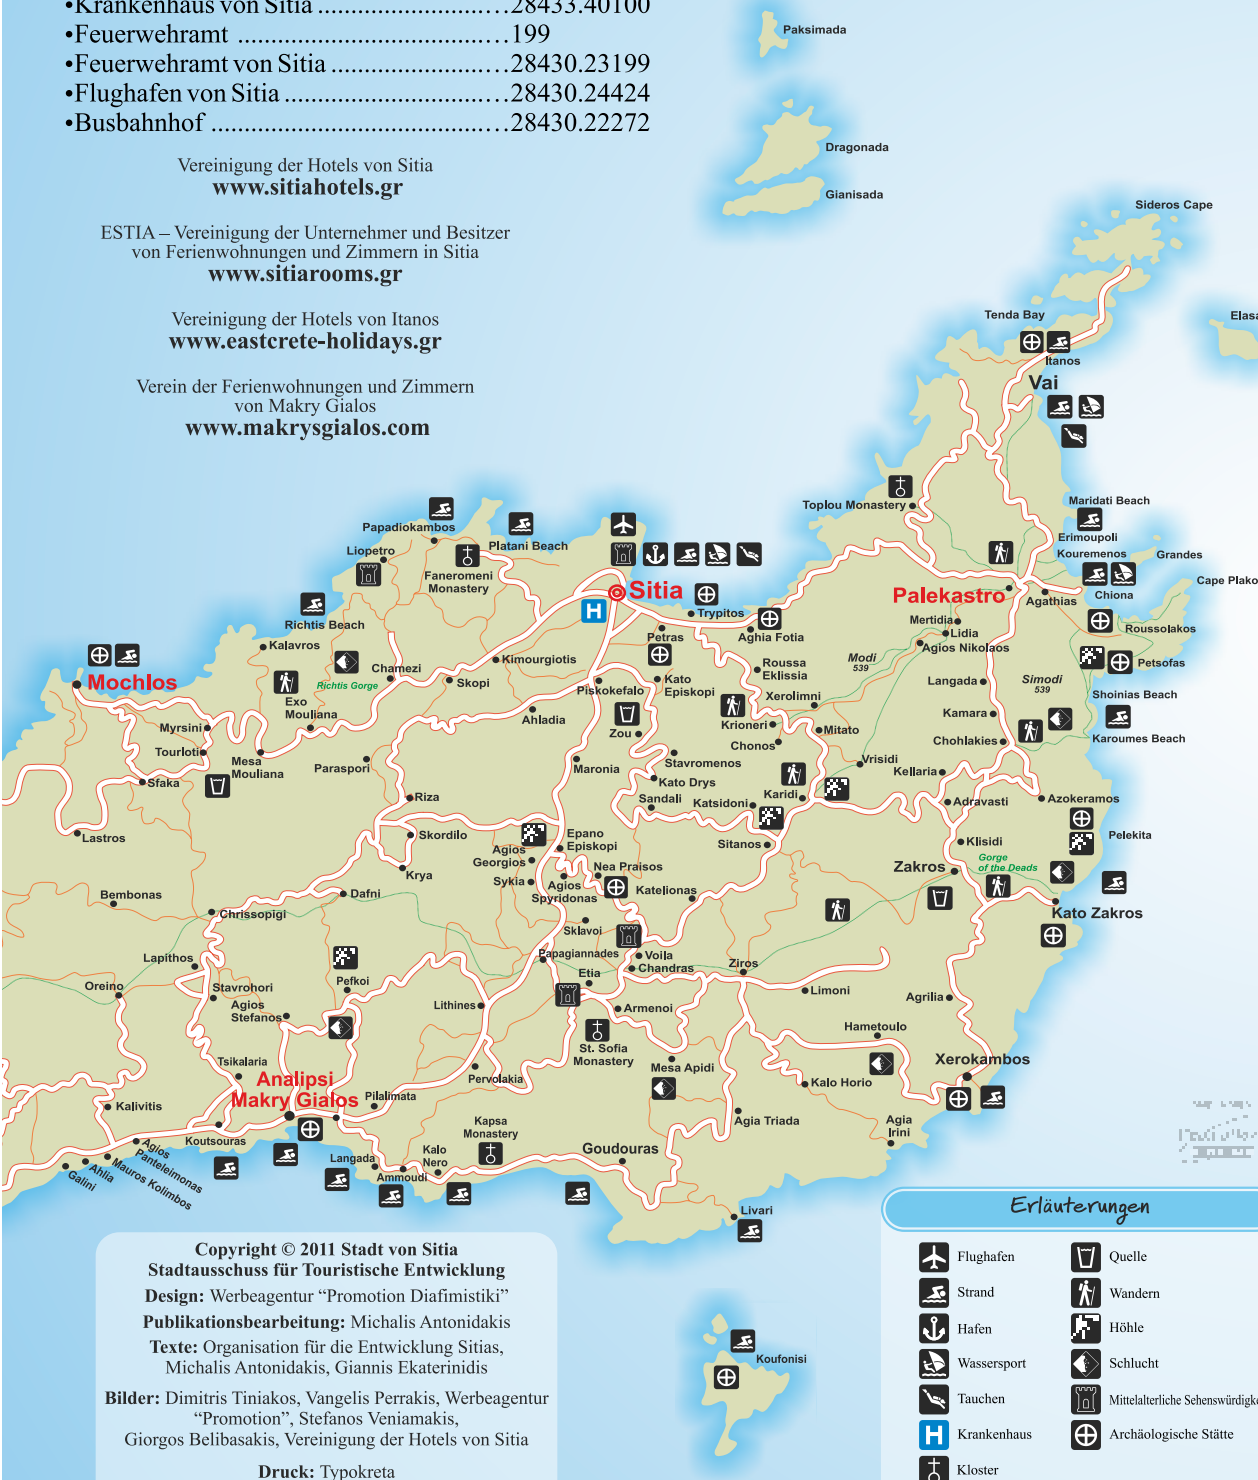 •Krankenhaus von Sitia ................................28433.40100
•Feuerwehramt ..........................................199
•Feuerwehramt von Sitia ............................28430.23199
•Flughafen von Sitia ...................................28430.24424
•Busbahnhof ..............................................28430.22272
Vereinigung der Hotels von Sitia
www.sitiahotels.gr
ESTIA – Vereinigung der Unternehmer und Besitzer
von Ferienwohnungen und Zimmern in Sitia
www.sitiarooms.gr
Vereinigung der Hotels von Itanos
www.eastcrete-holidays.gr
Verein der Ferienwohnungen und Zimmern
von Makry Gialos
www.makrysgialos.com
Paksimada
Dragonada
Gianisada
Sideros Cape
Tenda Bay
Elasa
Itanos
Vai
Toplou Monastery
Maridati Beach
Erimoupoli
Kouremenos
Grandes
Cape Plako
Chiona
Papadiokambos
Platani Beach
Liopetro
Faneromeni
Monastery
Sitia
H
Palekastro
Agathias
Trypitos
Richtis Beach
Petras
Aghia Fotia
Mertidia
Lidia
Agios Nikolaos
Roussolakos
Petsofas
Kalavros
Kimourgiotis
Chamezi
Richtis Gorge
Skopi
Roussa
Eklissia
Modi
539
Simodi
539
Langada
Shoinias Beach
Mochlos
Exo
Mouliana
Piskokefalo
Kato
Episkopi
Xerolimni
Ahladia
Zou
Krioneri
Mitato
Kamara
Karoumes Beach
Myrsini
Chonos
Chohlakies
Tourloti
Mesa
Mouliana
Paraspori
Maronia
Stavromenos
Vrisidi
Kellaria
Sfaka
Kato Drys
Riza
Sandali
Katsidoni
Karidi
Adravasti
Azokeramos
Lastros
Skordilo
Epano
Episkopi
Sitanos
Klisidi
Pelekita
Agios
Georgios
Nea Praisos
Krya
Sykia
Agios
Spyridonas
Katelionas
Zakros
Gorge
of the Deads
Bembonas
Dafni
Chrissopigi
Sklavoi
Kato Zakros
Lapithos
Papagiannades
Voila
Chandras
Ziros
Oreino
Stavrohori
Pefkoi
Etia
Limoni
Agrilia
Agios
Stefanos
Lithines
Armenoi
Hametoulo
St. Sofia
Monastery
Mesa Apidi
Xerokambos
Tsikalaria
Pervolakia
Kalo Horio
Analipsi
Makry Gialos
Pilalimata
Kalivitis
Kapsa
Monastery
Agia Triada
Agia
Irini
Koutsouras
Agios
Panteleimonas
Mauros Kolimbos
Ahlia
Galini
Langada
Ammoudi
Kalo
Nero
Goudouras
Livari
Koufonisi
Copyright © 2011 Stadt von Sitia
Stadtausschuss für Touristische Entwicklung
Design: Werbeagentur “Promotion Diafimistiki”
Publikationsbearbeitung: Michalis Antonidakis
Texte: Organisation für die Entwicklung Sitias,
Michalis Antonidakis, Giannis Ekaterinidis
Bilder: Dimitris Tiniakos, Vangelis Perrakis, Werbeagentur
“Promotion”, Stefanos Veniamakis,
Giorgos Belibasakis, Vereinigung der Hotels von Sitia
Druck: Typokreta
Erläuterungen
Flughafen
Strand
Hafen
Wassersport
Tauchen
H Krankenhaus
Kloster
Quelle
Wandern
Höhle
Schlucht
Mittelalterliche Sehenswürdigke
Archäologische Stätte